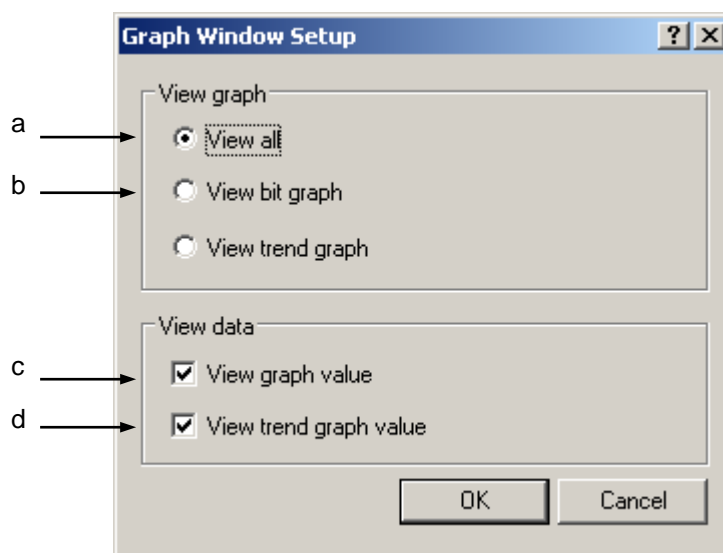 Graph Window Setup
View graph
a
View all
b
View bit graph
View trend graph
View data
c
View graph value
d
View trend graph value
OK
Cancel